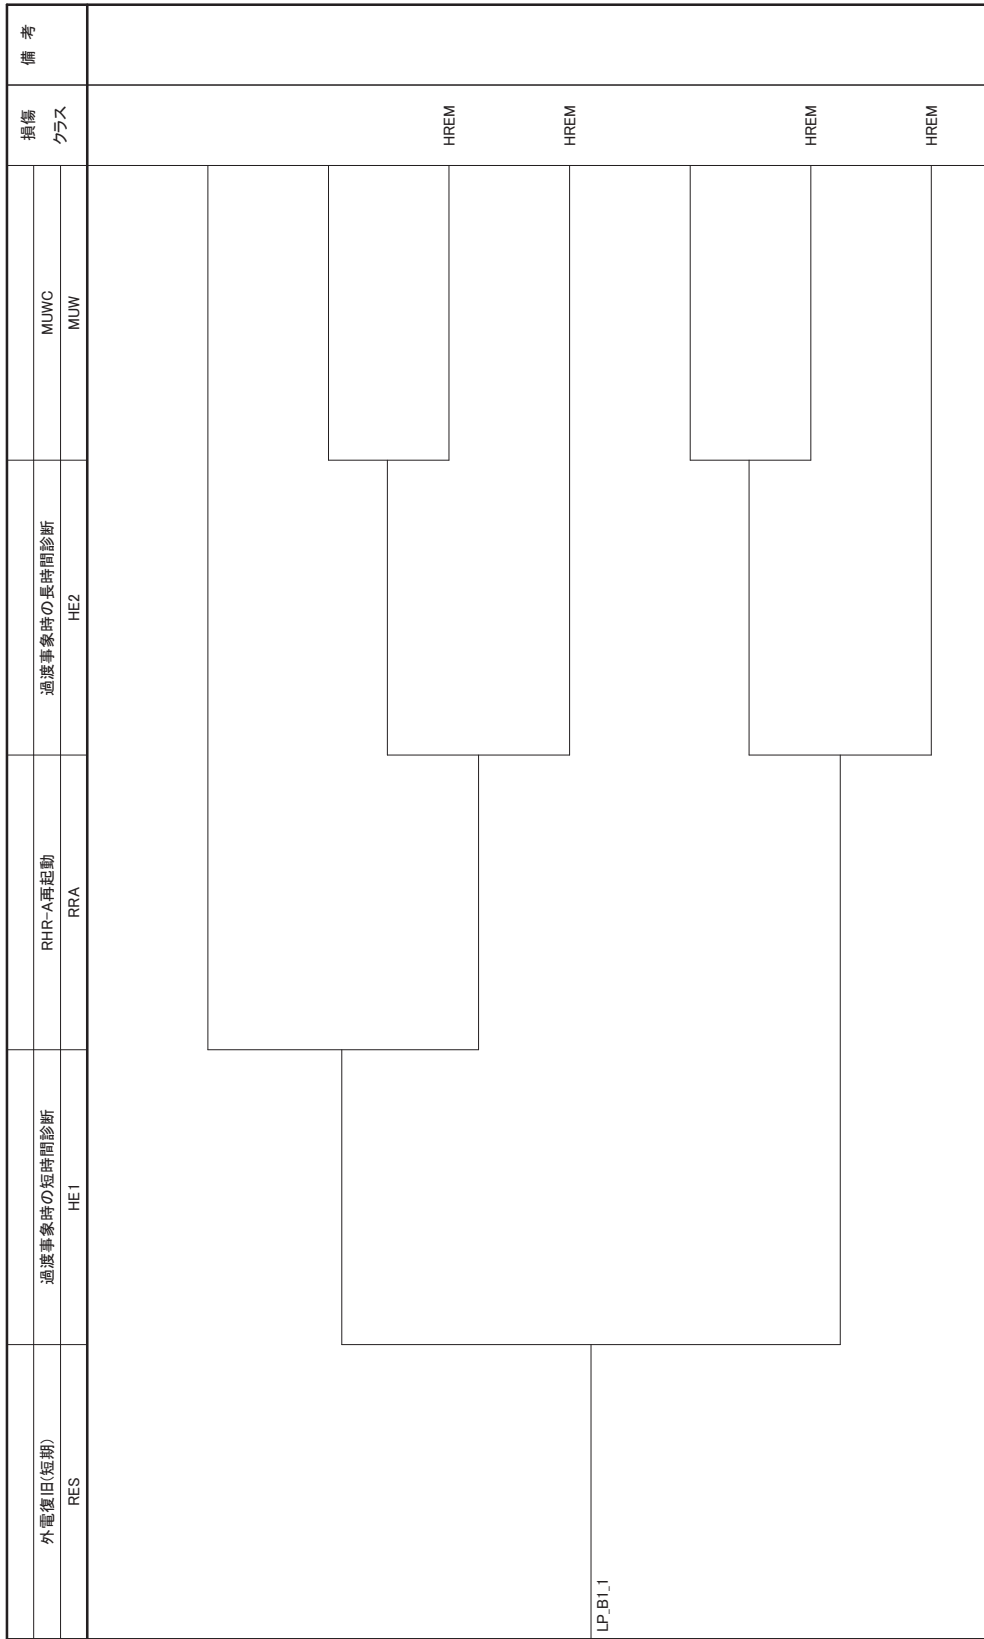 外電復旧(短期)
過渡事象時の短時間診断
RHR-A再起動
過渡事象時の長時間診断
MUWC
損傷
クラス
備 考
RES
HE1
RRA
HE2
MUW
HREM
HREM
HREM
HREM
LP_B1_1